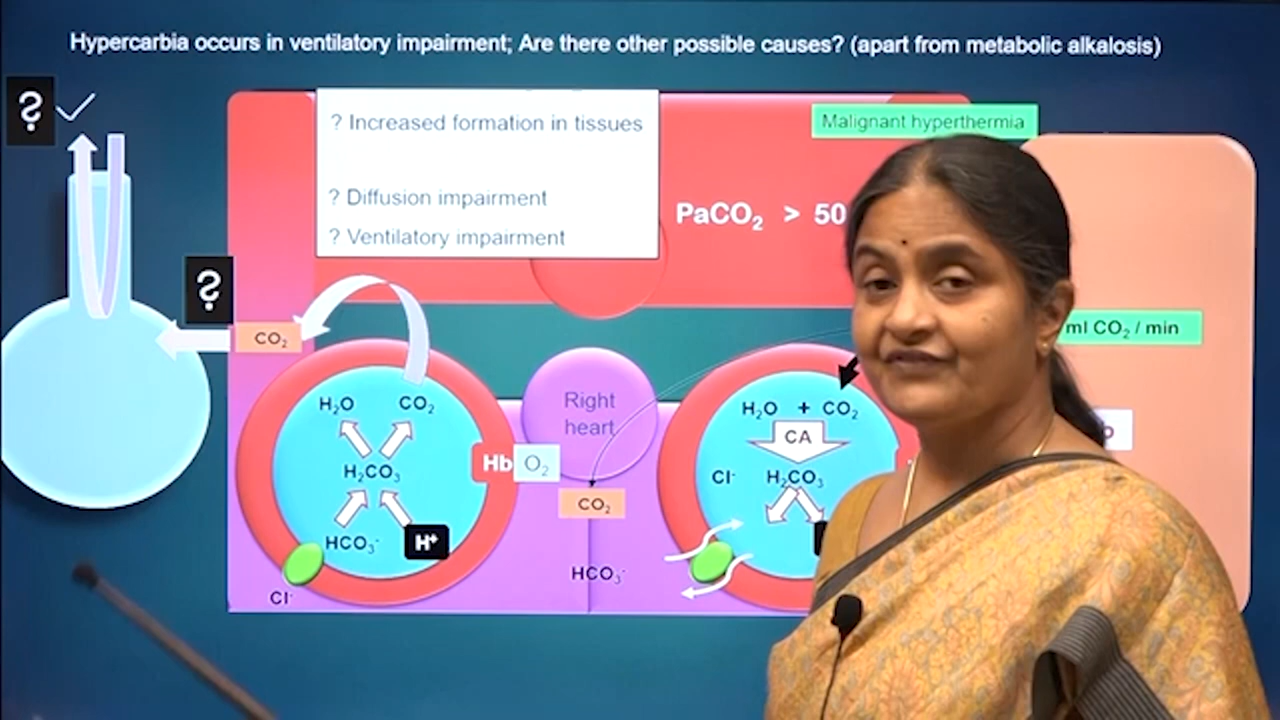 Hypercarbia occurs in ventilatory impairment; Are there other possible causes? (apart from metabolic alkalosis)
?
? Increased formation in tissues
Malignant hyperthermia
? Diffusion impairment
PaCO₂ > 50
? Ventilatory impairment
?
CO₂
ml CO₂ / min
H₂O CO₂
Right
heart
H₂O + CO₂
CA
Hb O₂
H₂CO₃
Cl⁻ H₂CO₃
CO₂
HCO₃⁻ H⁺
HCO₃⁻
Cl⁻